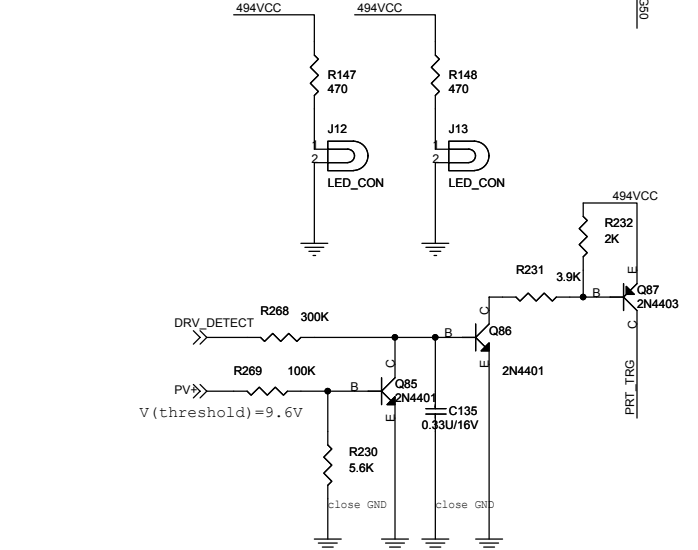 494VCC
494VCC
G50
R147
470
R148
470
J12
J13
1
2
1
2
LED_CON
LED_CON
494VCC
R232
2K
R231
3.9K
E
B
Q87
2N4403
C
R268
300K
C
DRV_DETECT
B
Q86
R269
100K
C
E
2N4401
PV+
B
Q85
2N4401
PRT_TRG
V(threshold)=9.6V
E
C135
0.33U/16V
R230
5.6K
close GND
close GND